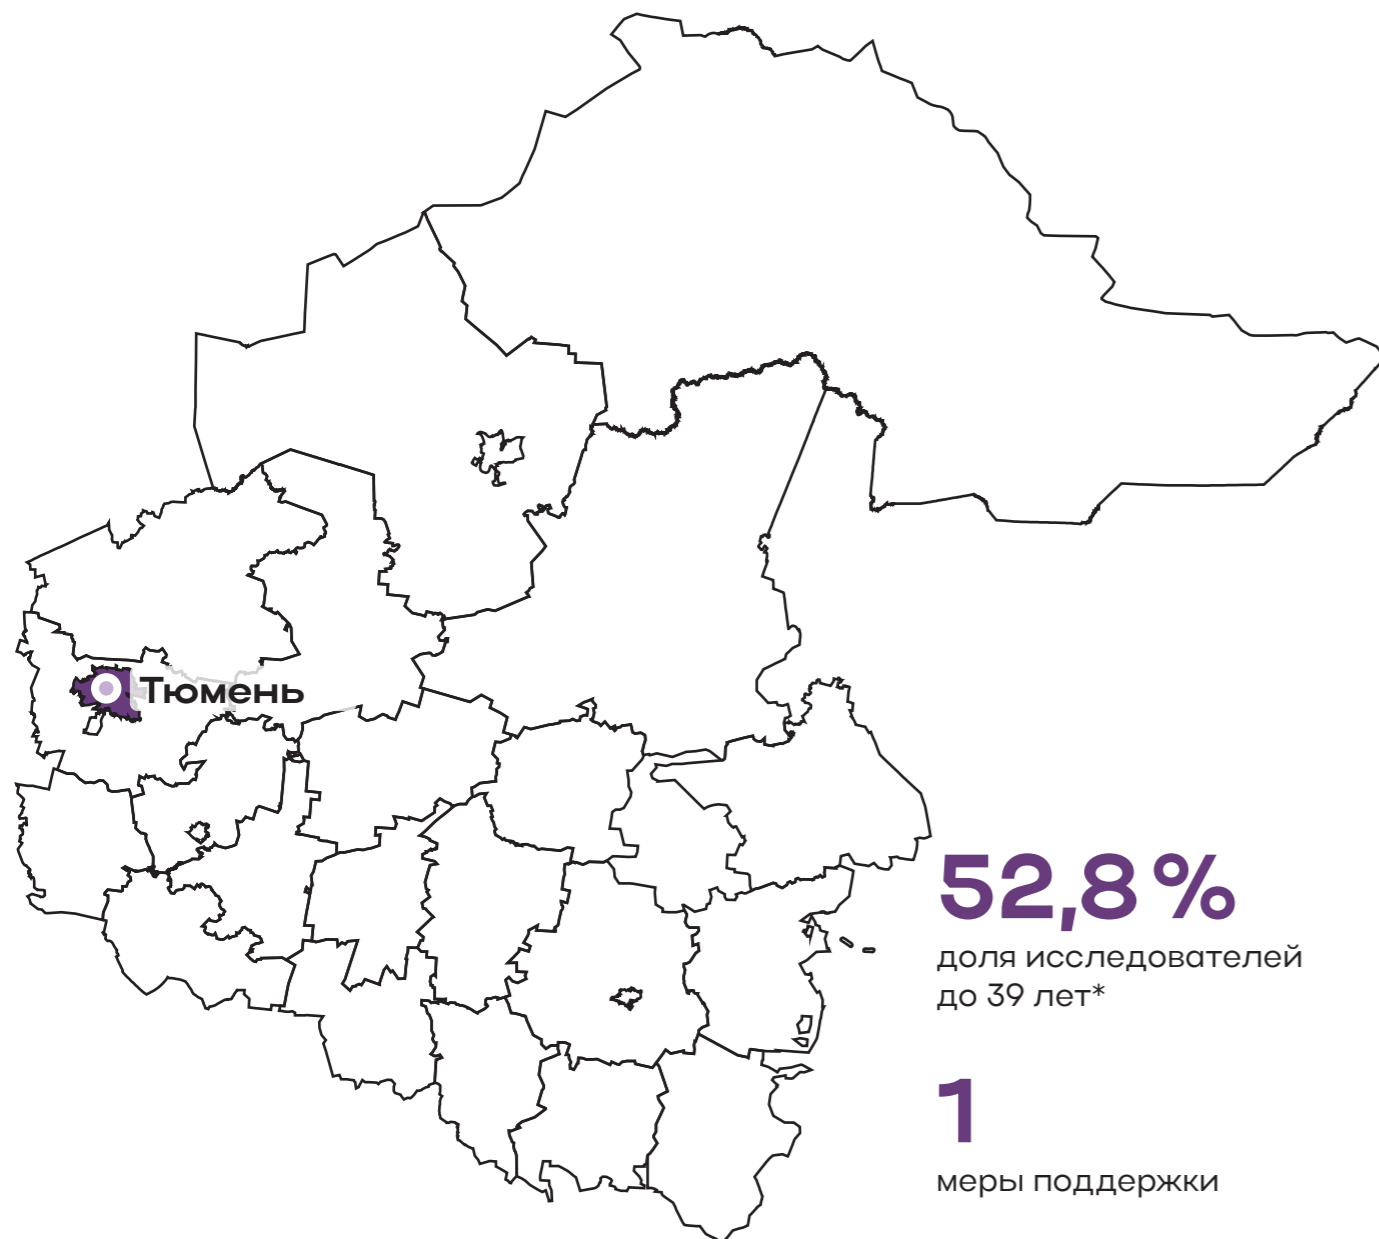 Тюмень
52,8 %
доля исследователей
до 39 лет*
1
меры поддержки